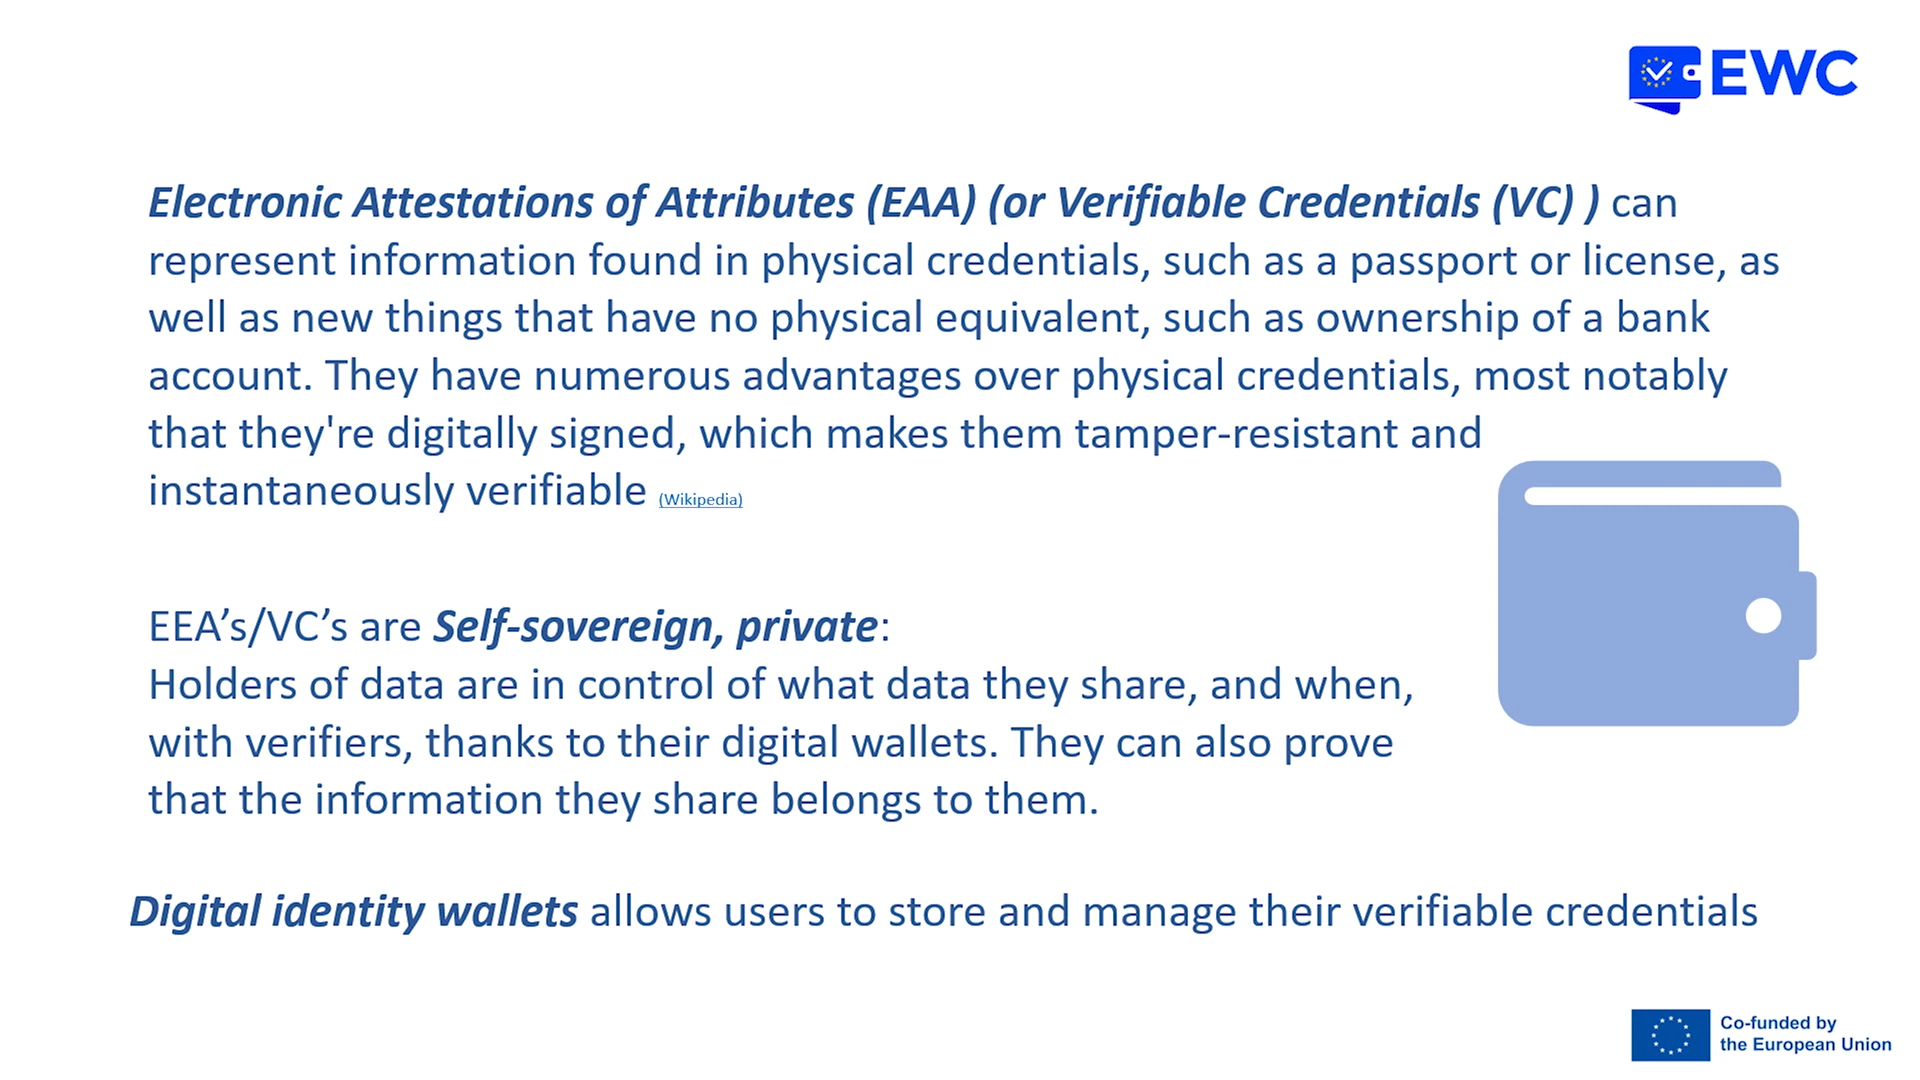 EWC
Electronic Attestations of Attributes (EAA) (or Verifiable Credentials (VC) ) can
represent information found in physical credentials, such as a passport or license, as
well as new things that have no physical equivalent, such as ownership of a bank
account. They have numerous advantages over physical credentials, most notably
that they're digitally signed, which makes them tamper-resistant and
instantaneously verifiable (Wikipedia)
EEA’s/VC’s are Self-sovereign, private:
Holders of data are in control of what data they share, and when,
with verifiers, thanks to their digital wallets. They can also prove
that the information they share belongs to them.
Digital identity wallets allows users to store and manage their verifiable credentials
Co-funded by
the European Union